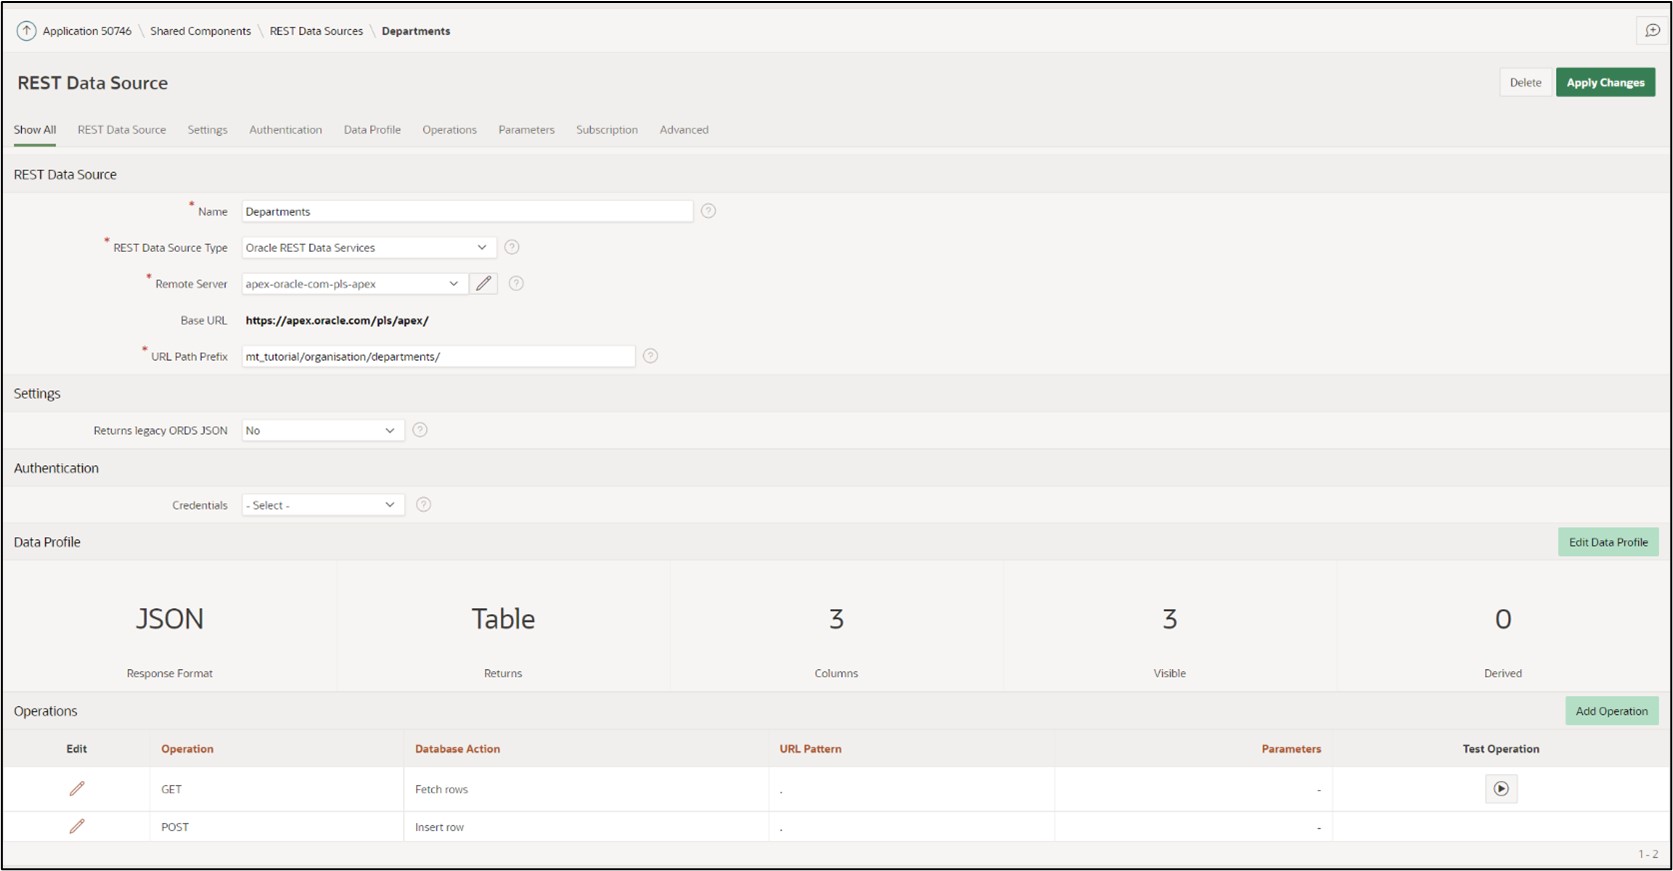 Application 50746 \ Shared Components \ REST Data Sources \ Departments
REST Data Source
Delete Apply Changes
Show All REST Data Source Settings Authentication Data Profile Operations Parameters Subscription Advanced
REST Data Source
* Name Departments ?
* REST Data Source Type Oracle REST Data Services ?
* Remote Server apex-oracle-com-pls-apex ?
Base URL https://apex.oracle.com/pls/apex/
* URL Path Prefix mt_tutorial/organisation/departments/ ?
Settings
Returns legacy ORDS JSON No ?
Authentication
Credentials - Select - ?
Data Profile Edit Data Profile
JSON Table 3 3 0
Response Format Returns Columns Visible Derived
Operations Add Operation
Edit Operation Database Action URL Pattern Parameters Test Operation
GET Fetch rows . -
POST Insert row . -
1 - 2